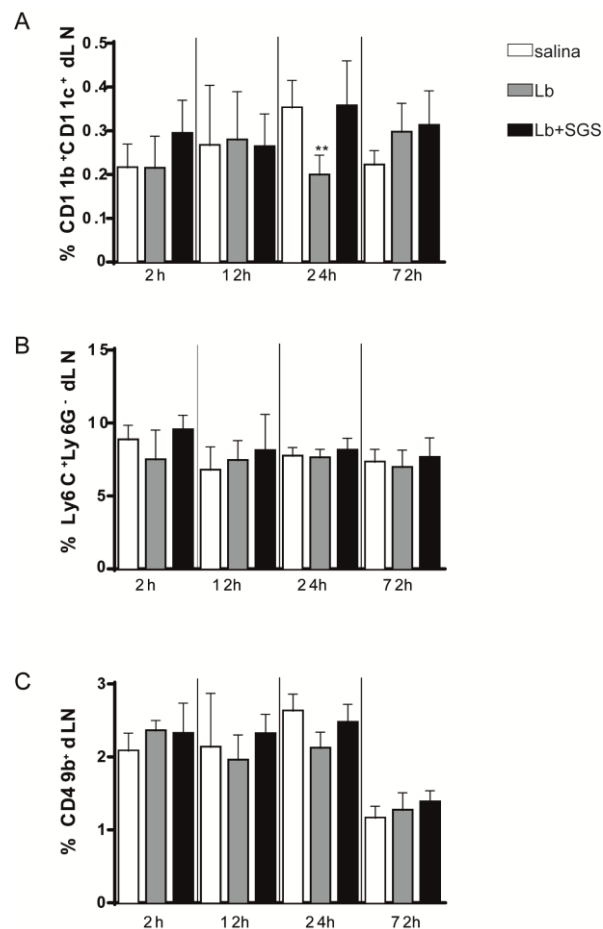 A
% CD11b⁺CD11c⁺ dLN
0.5
0.4
0.3
0.2
0.1
0
**
2h 12h 24h 72h
salina
Lb
Lb+SGS
B
% Ly6C⁺Ly6G⁻ dLN
15
10
5
0
2h 12h 24h 72h
C
% CD49b⁺ dLN
3
2
1
0
2h 12h 24h 72h